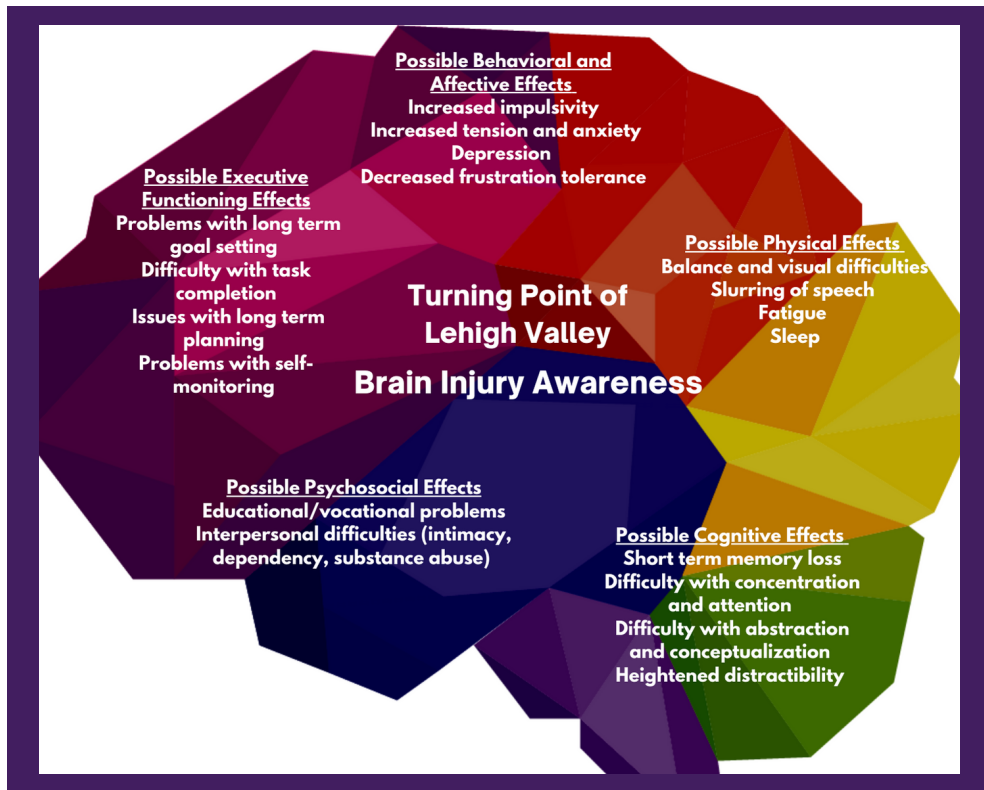 Possible Behavioral and
Affective Effects
Increased impulsivity
Increased tension and anxiety
Depression
Decreased frustration tolerance
Possible Executive
Functioning Effects
Problems with long term
goal setting
Difficulty with task
completion
Issues with long term
planning
Problems with self-
monitoring
Turning Point of
Lehigh Valley
Brain Injury Awareness
Possible Physical Effects
Balance and visual difficulties
Slurring of speech
Fatigue
Sleep
Possible Psychosocial Effects
Educational/vocational problems
Interpersonal difficulties (intimacy,
dependency, substance abuse)
Possible Cognitive Effects
Short term memory loss
Difficulty with concentration
and attention
Difficulty with abstraction
and conceptualization
Heightened distractibility